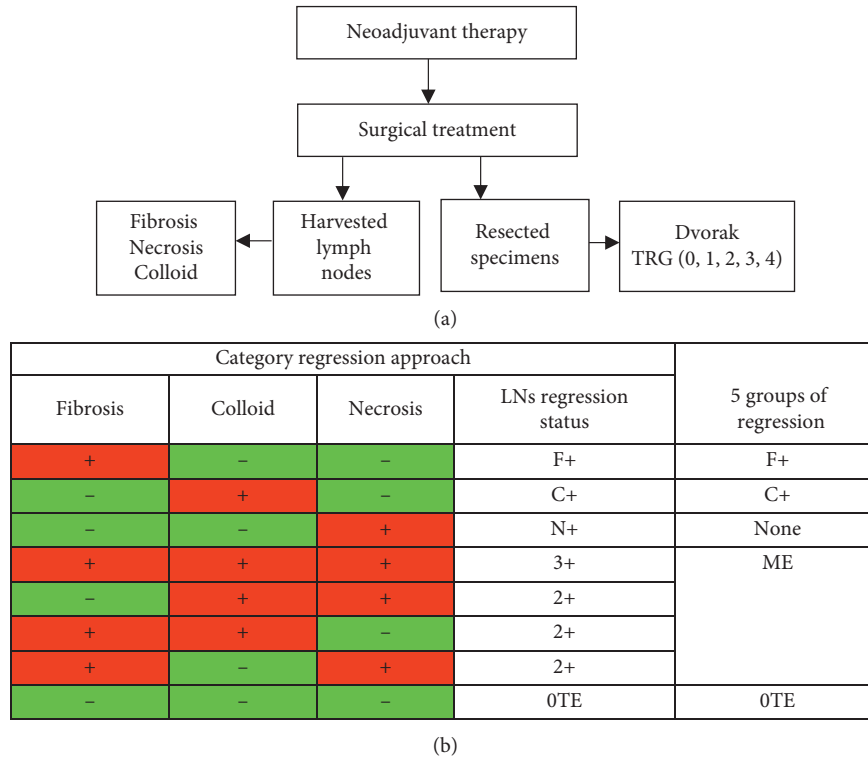 Neoadjuvant therapy
Surgical treatment
Fibrosis
Necrosis
Colloid
Harvested
lymph
nodes
Resected
specimens
Dvorak
TRG (0, 1, 2, 3, 4)
(a)
Category regression approach
5 groups of
regression
Fibrosis
Colloid
Necrosis
LNs regression
status
+ – – F+ F+
– + – C+ C+
– – + N+ None
+ + + 3+ ME
– + + 2+
+ + – 2+
+ – + 2+
– – – 0TE 0TE
(b)